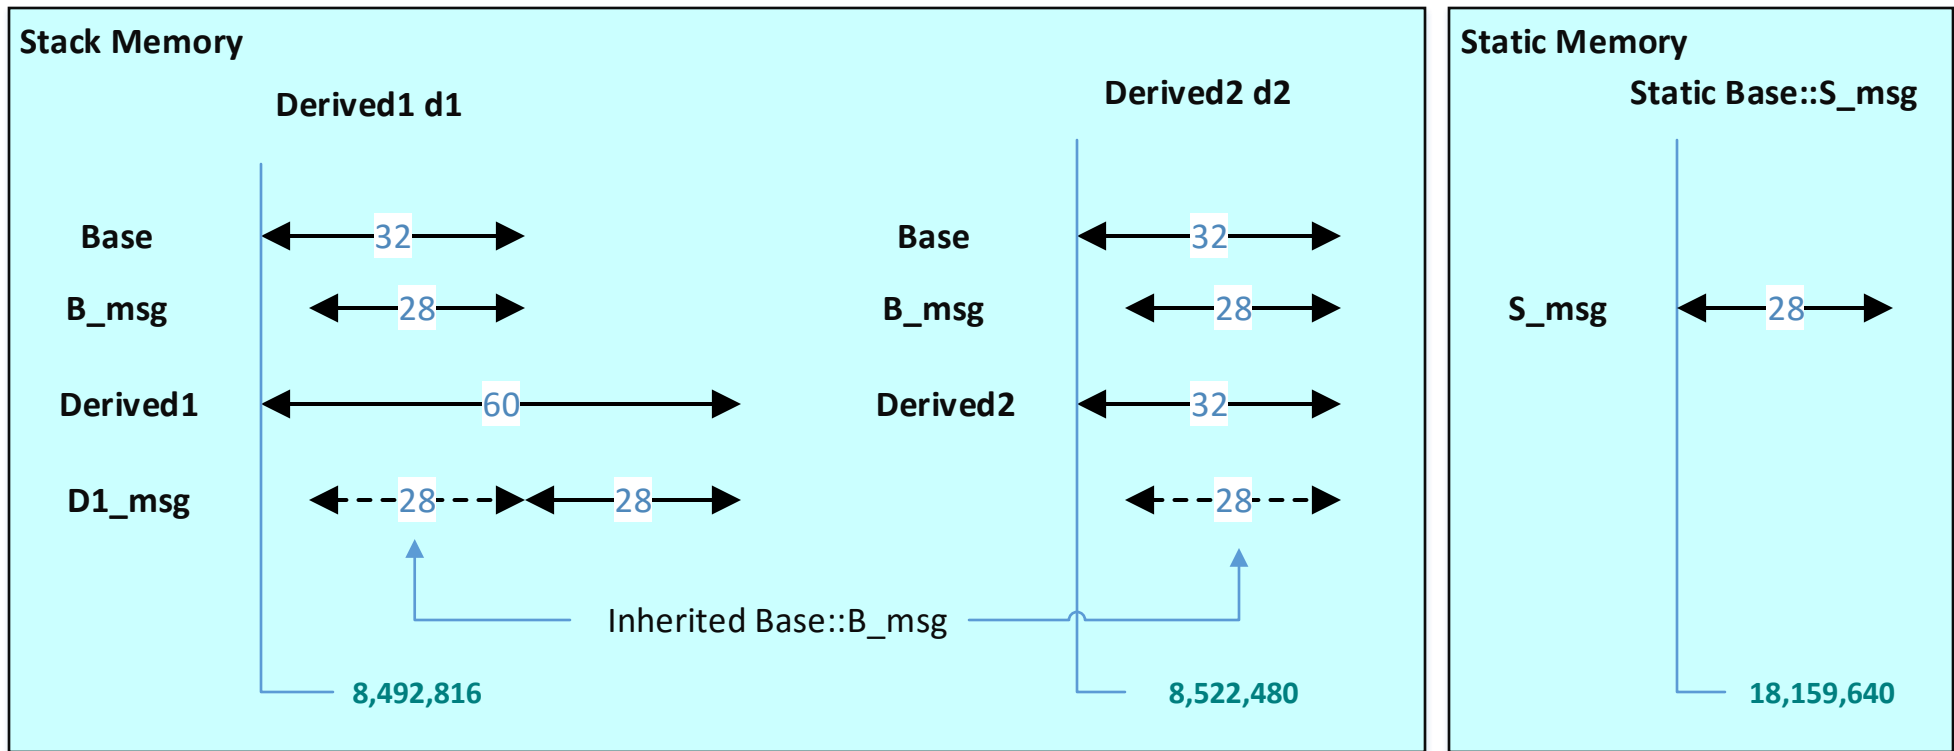 Stack Memory
Derived1 d1
Base
32
B_msg
28
Derived1
60
D1_msg
28
28
Derived2 d2
Base
32
B_msg
28
Derived2
32
28
Inherited Base::B_msg
8,492,816
8,522,480
Static Memory
Static Base::S_msg
S_msg
28
18,159,640